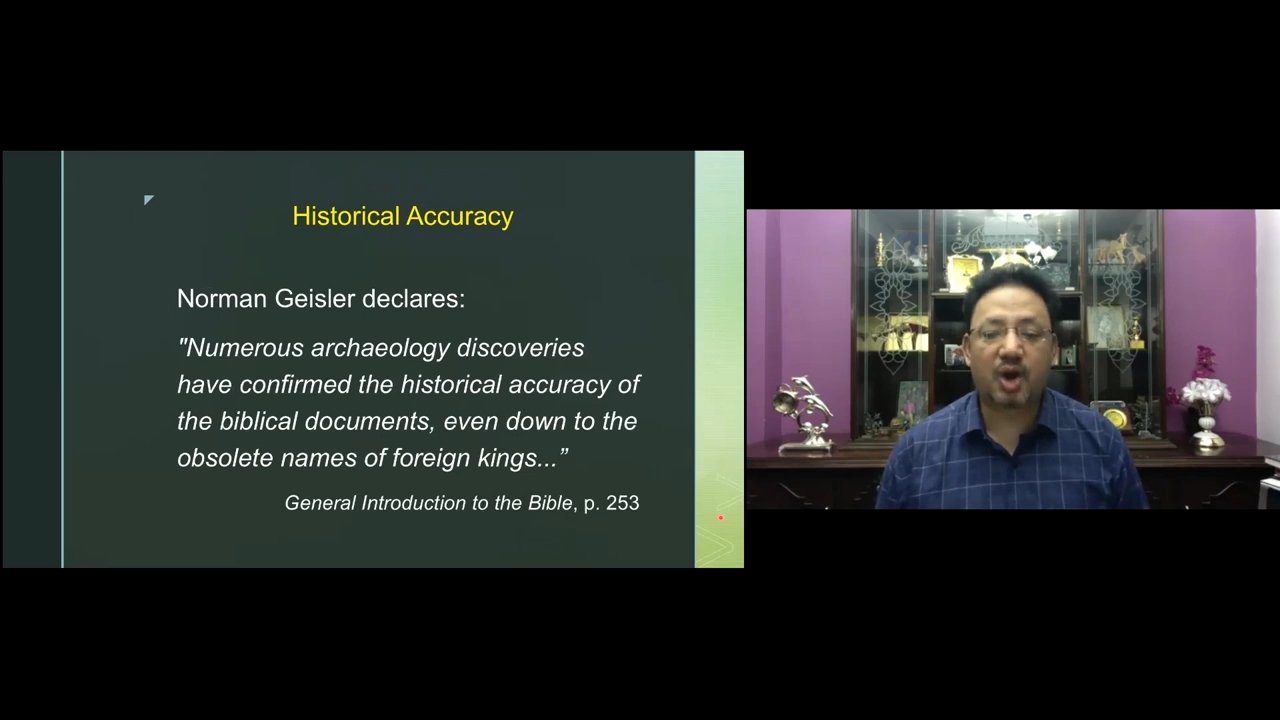 Historical Accuracy
Norman Geisler declares:
"Numerous archaeology discoveries
have confirmed the historical accuracy of
the biblical documents, even down to the
obsolete names of foreign kings...”
General Introduction to the Bible, p. 253